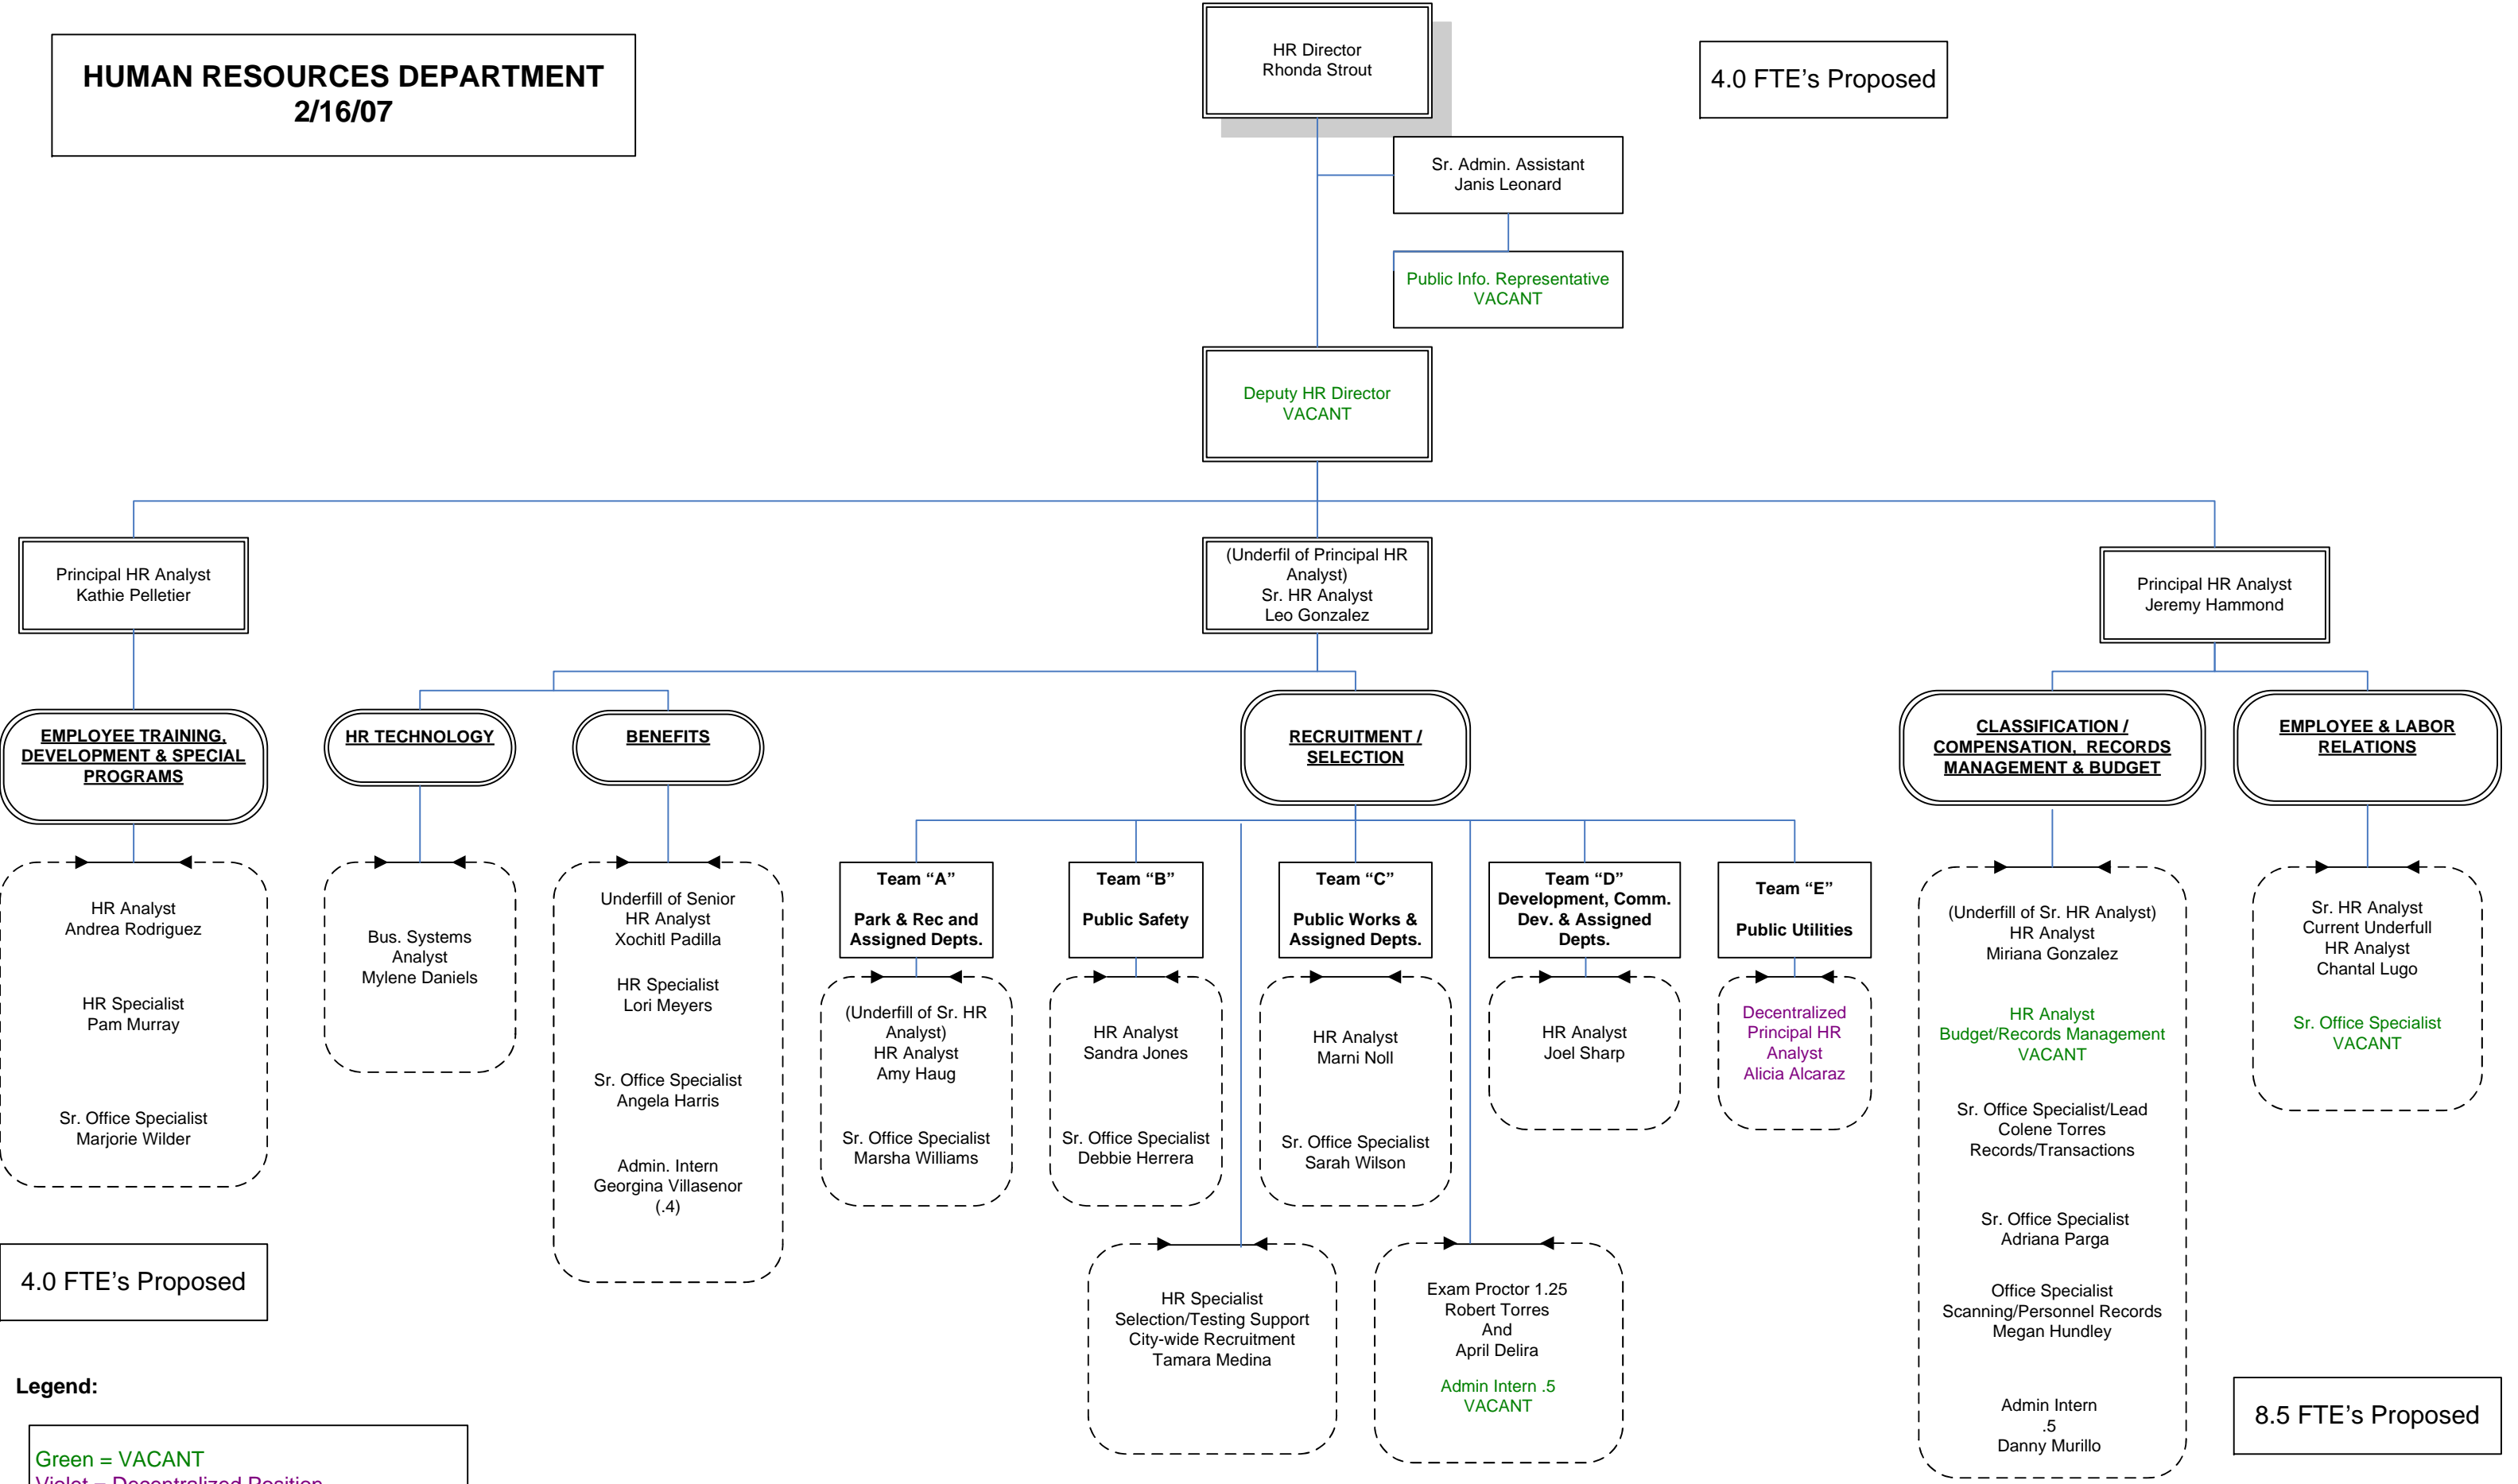 HUMAN RESOURCES DEPARTMENT
2/16/07
HR Director
Rhonda Strout
4.0 FTE's Proposed
Sr. Admin. Assistant
Janis Leonard
Public Info. Representative
VACANT
Deputy HR Director
VACANT
Principal HR Analyst
Kathie Pelletier
(Underfil of Principal HR
Analyst)
Sr. HR Analyst
Leo Gonzalez
Principal HR Analyst
Jeremy Hammond
EMPLOYEE TRAINING,
DEVELOPMENT & SPECIAL
PROGRAMS
HR TECHNOLOGY
BENEFITS
RECRUITMENT /
SELECTION
CLASSIFICATION /
COMPENSATION, RECORDS
MANAGEMENT & BUDGET
EMPLOYEE & LABOR
RELATIONS
HR Analyst
Andrea Rodriguez
HR Specialist
Pam Murray
Sr. Office Specialist
Marjorie Wilder
Bus. Systems
Analyst
Mylene Daniels
Underfill of Senior
HR Analyst
Xochitl Padilla
HR Specialist
Lori Meyers
Sr. Office Specialist
Angela Harris
Admin. Intern
Georgina Villasenor
(.4)
Team “A”
Park & Rec and
Assigned Depts.
(Underfill of Sr. HR
Analyst)
HR Analyst
Amy Haug
Sr. Office Specialist
Marsha Williams
Team “B”
Public Safety
HR Analyst
Sandra Jones
Sr. Office Specialist
Debbie Herrera
Team “C”
Public Works &
Assigned Depts.
HR Analyst
Marni Noll
Sr. Office Specialist
Sarah Wilson
Team “D”
Development, Comm.
Dev. & Assigned
Depts.
HR Analyst
Joel Sharp
Team “E”
Public Utilities
Decentralized
Principal HR
Analyst
Alicia Alcaraz
HR Specialist
Selection/Testing Support
City-wide Recruitment
Tamara Medina
Exam Proctor 1.25
Robert Torres
And
April Delira
Admin Intern .5
VACANT
(Underfill of Sr. HR Analyst)
HR Analyst
Miriana Gonzalez
HR Analyst
Budget/Records Management
VACANT
Sr. Office Specialist/Lead
Colene Torres
Records/Transactions
Sr. Office Specialist
Adriana Parga
Office Specialist
Scanning/Personnel Records
Megan Hundley
Admin Intern
.5
Danny Murillo
Sr. HR Analyst
Current Underfull
HR Analyst
Chantal Lugo
Sr. Office Specialist
VACANT
4.0 FTE's Proposed
8.5 FTE's Proposed
Legend:
Green = VACANT
Violet = Decentralized Position